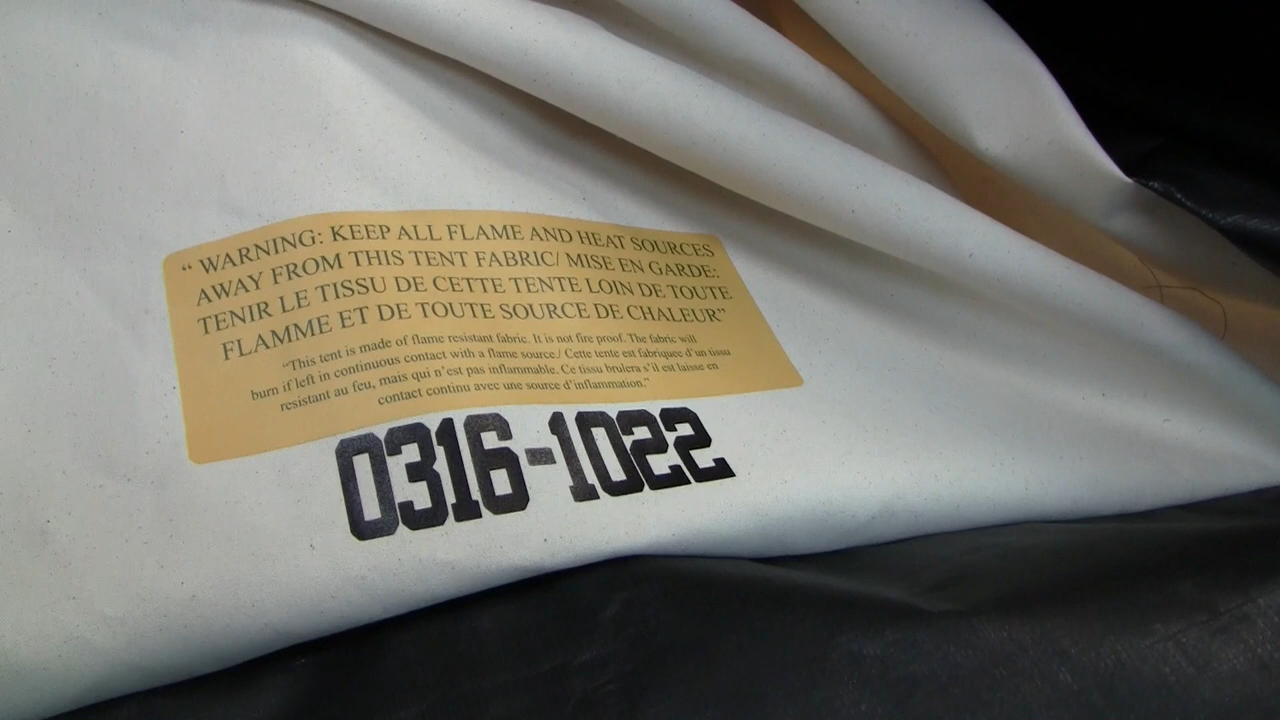 “ WARNING: KEEP ALL FLAME AND HEAT SOURCES
AWAY FROM THIS TENT FABRIC/ MISE EN GARDE:
TENIR LE TISSU DE CETTE TENTE LOIN DE TOUTE
FLAMME ET DE TOUTE SOURCE DE CHALEUR”
“This tent is made of flame resistant fabric. It is not fire proof. The fabric will
burn if left in continuous contact with a flame source./ Cette tente est fabriquee d’un tissu
resistant au feu, mais qui n’est pas inflammable. Ce tissu brulera s’il est laisse en
contact continu avec une source d’inflammation.”
0316-1022